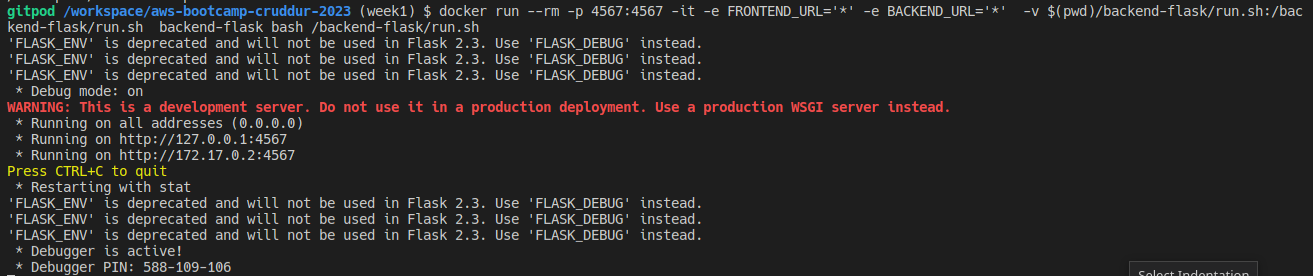 gitpod /workspace/aws-bootcamp-cruddur-2023 (week1) $ docker run --rm -p 4567:4567 -it -e FRONTEND_URL='*' -e BACKEND_URL='*'  -v $(pwd)/backend-flask/run.sh:/bac
kend-flask/run.sh  backend-flask bash /backend-flask/run.sh
'FLASK_ENV' is deprecated and will not be used in Flask 2.3. Use 'FLASK_DEBUG' instead.
'FLASK_ENV' is deprecated and will not be used in Flask 2.3. Use 'FLASK_DEBUG' instead.
'FLASK_ENV' is deprecated and will not be used in Flask 2.3. Use 'FLASK_DEBUG' instead.
 * Debug mode: on
WARNING: This is a development server. Do not use it in a production deployment. Use a production WSGI server instead.
 * Running on all addresses (0.0.0.0)
 * Running on http://127.0.0.1:4567
 * Running on http://172.17.0.2:4567
Press CTRL+C to quit
 * Restarting with stat
'FLASK_ENV' is deprecated and will not be used in Flask 2.3. Use 'FLASK_DEBUG' instead.
'FLASK_ENV' is deprecated and will not be used in Flask 2.3. Use 'FLASK_DEBUG' instead.
'FLASK_ENV' is deprecated and will not be used in Flask 2.3. Use 'FLASK_DEBUG' instead.
 * Debugger is active!
 * Debugger PIN: 588-109-106
Select Indentation